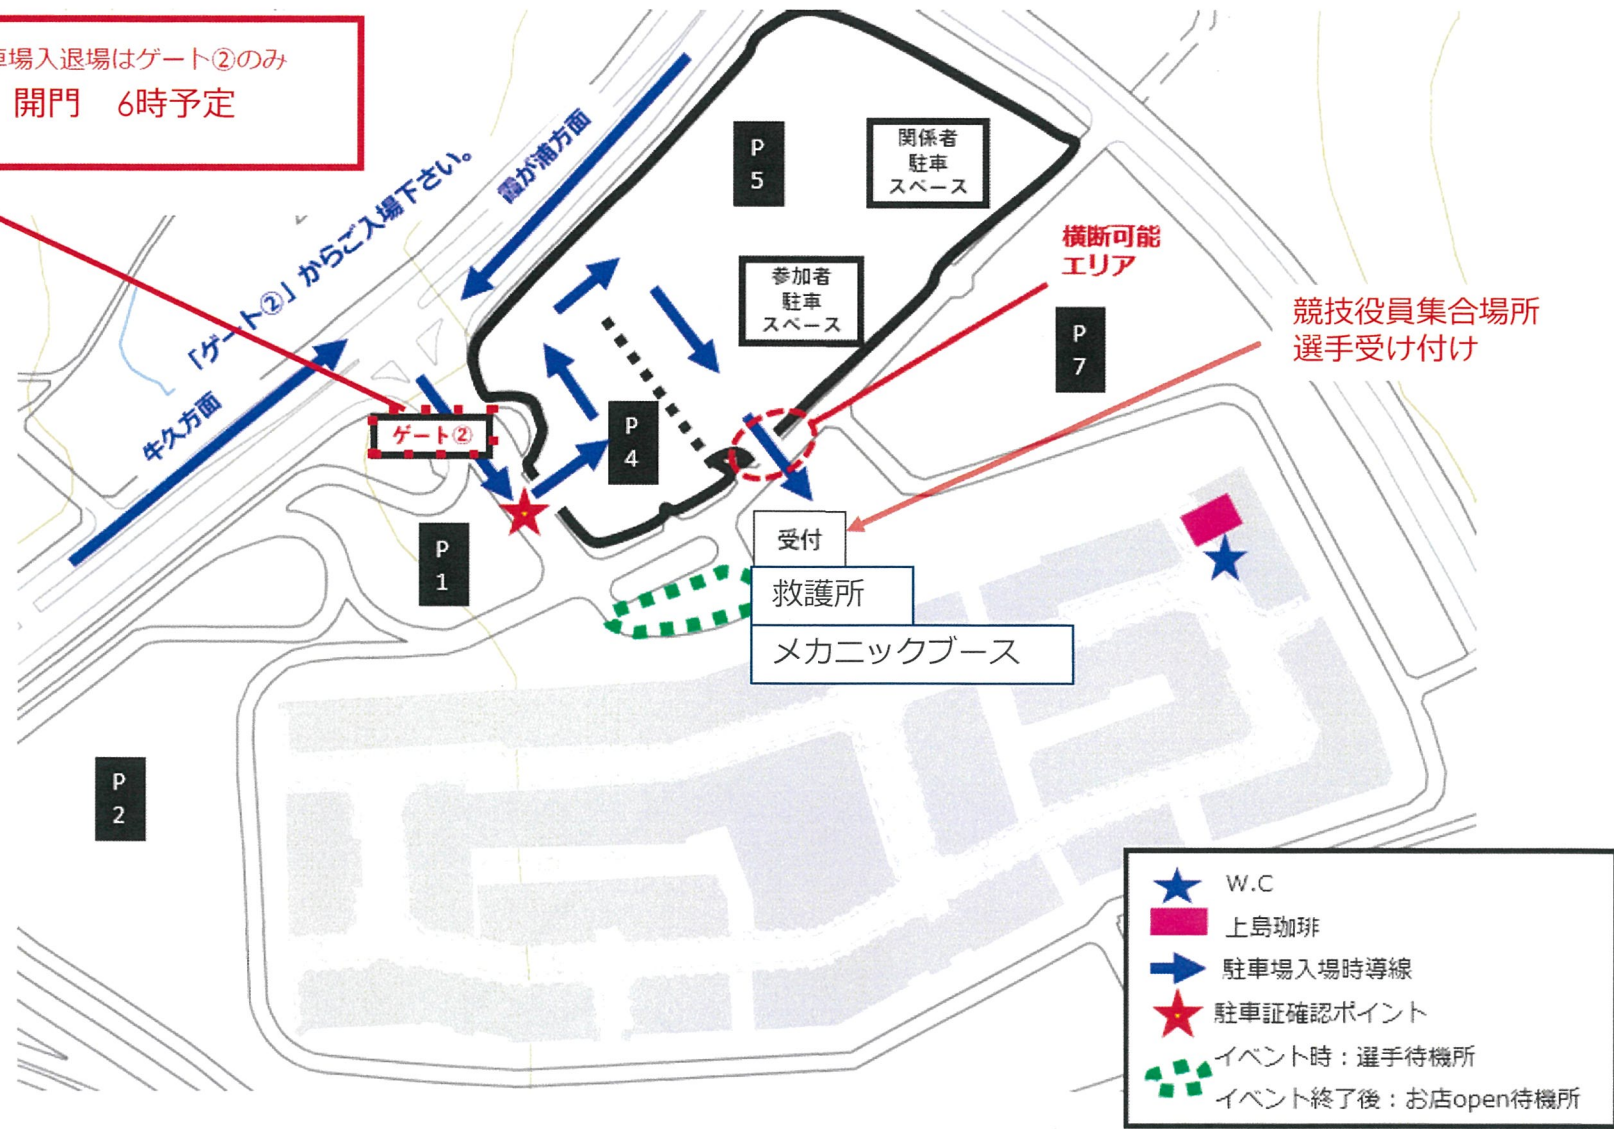 車場入退場はゲート②のみ
開門　6時予定
「ゲート②」からご入場下さい。
霞が浦方面
牛久方面
ゲート②
P
5
関係者
駐車
スペース
参加者
駐車
スペース
横断可能
エリア
P
7
競技役員集合場所
選手受け付け
P
4
P
1
受付
救護所
メカニックブース
P
2
W.C
上島珈琲
駐車場入場時導線
駐車証確認ポイント
イベント時：選手待機所
イベント終了後：お店open待機所